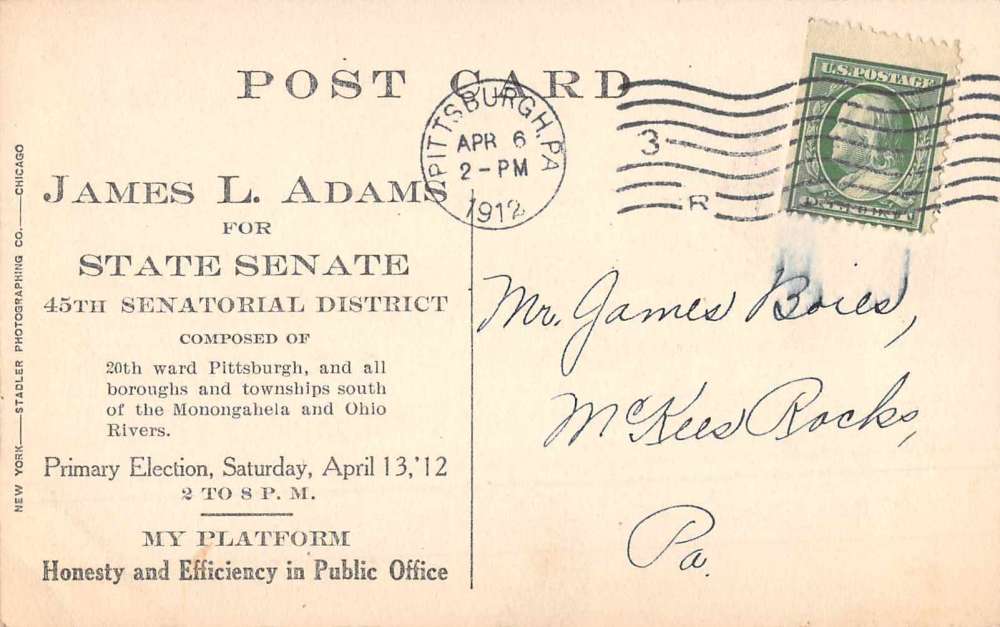 POST CARD
PITTSBURGH, PA
APR 6
2-PM
1912
3
R
U.S. POSTAGE
JAMES L. ADAMS
FOR
STATE SENATE
45TH SENATORIAL DISTRICT
COMPOSED OF
20th ward Pittsburgh, and all
boroughs and townships south
of the Monongahela and Ohio
Rivers.
Primary Election, Saturday, April 13,'12
2 TO 8 P. M.
MY PLATFORM
Honesty and Efficiency in Public Office
NEW YORK—STADLER PHOTOGRAPHING CO.—CHICAGO
Mr. James Boies,
McKees Rocks,
Pa.